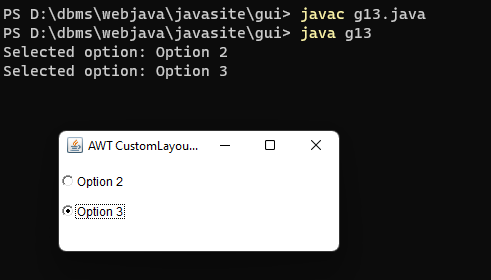 PS D:\dbms\webjava\javasite\gui> javac g13.java
PS D:\dbms\webjava\javasite\gui> java g13
Selected option: Option 2
Selected option: Option 3
AWT CustomLayou...
Option 2
Option 3